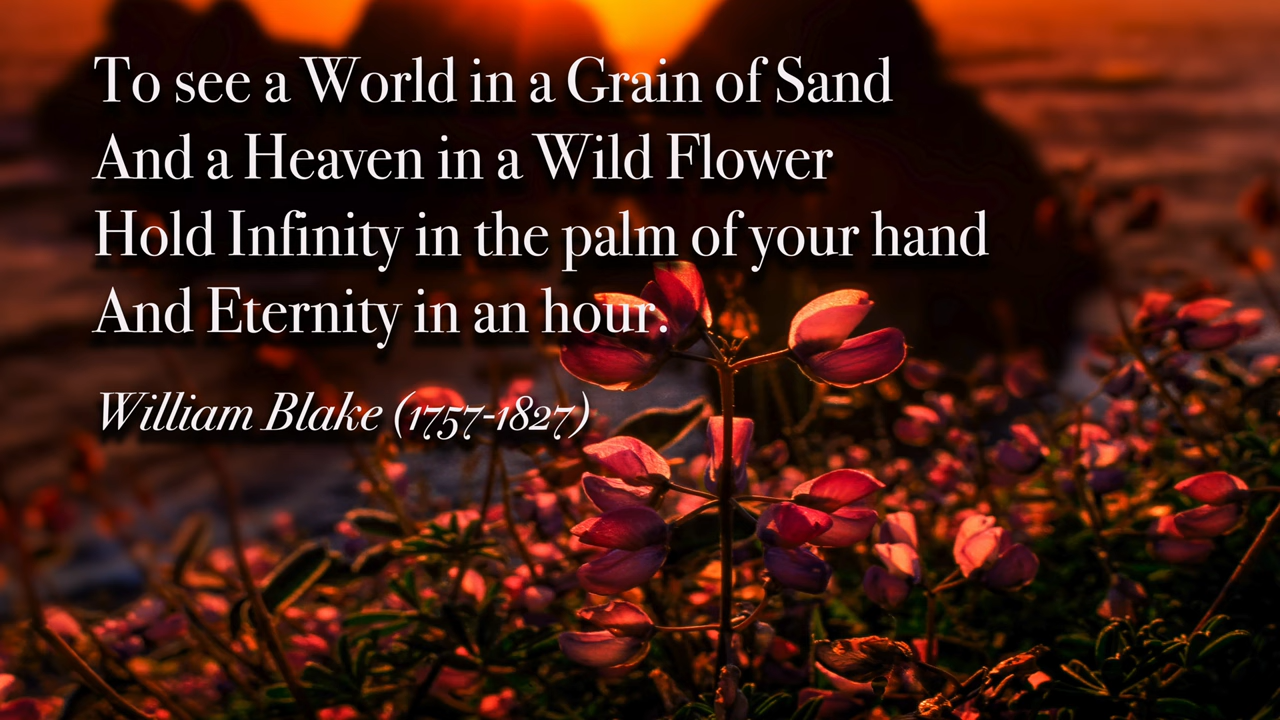 To see a World in a Grain of Sand
And a Heaven in a Wild Flower
Hold Infinity in the palm of your hand
And Eternity in an hour.
William Blake (1757-1827)